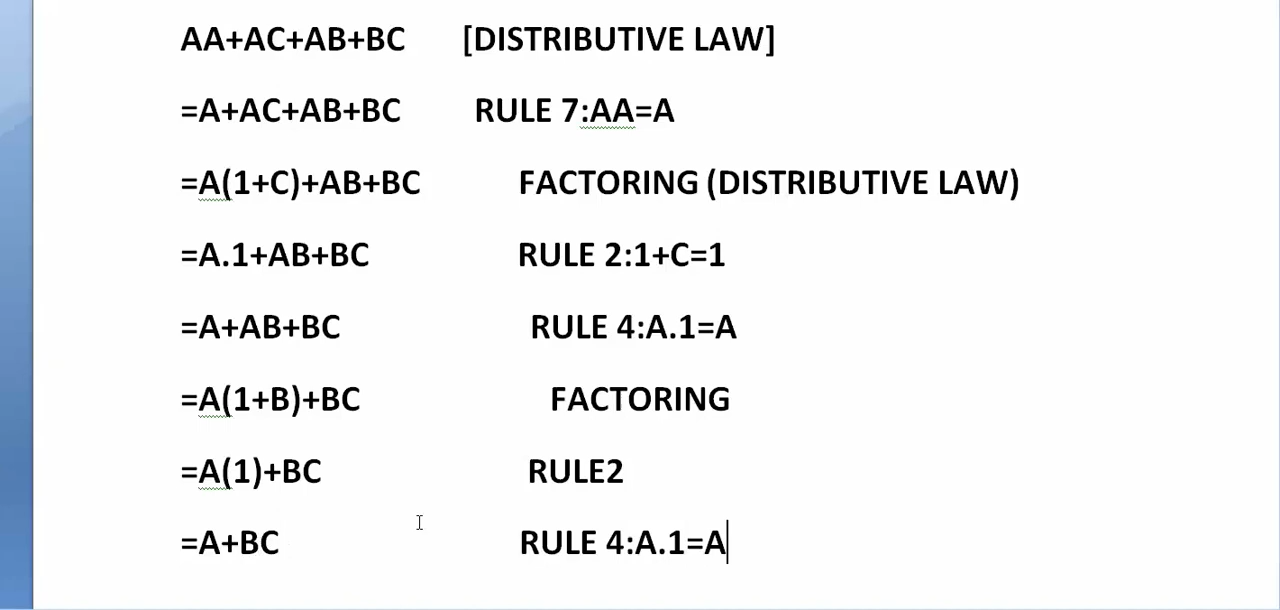 AA+AC+AB+BC [DISTRIBUTIVE LAW]
=A+AC+AB+BC RULE 7:AA=A
=A(1+C)+AB+BC FACTORING (DISTRIBUTIVE LAW)
=A.1+AB+BC RULE 2:1+C=1
=A+AB+BC RULE 4:A.1=A
=A(1+B)+BC FACTORING
=A(1)+BC RULE2
=A+BC RULE 4:A.1=A